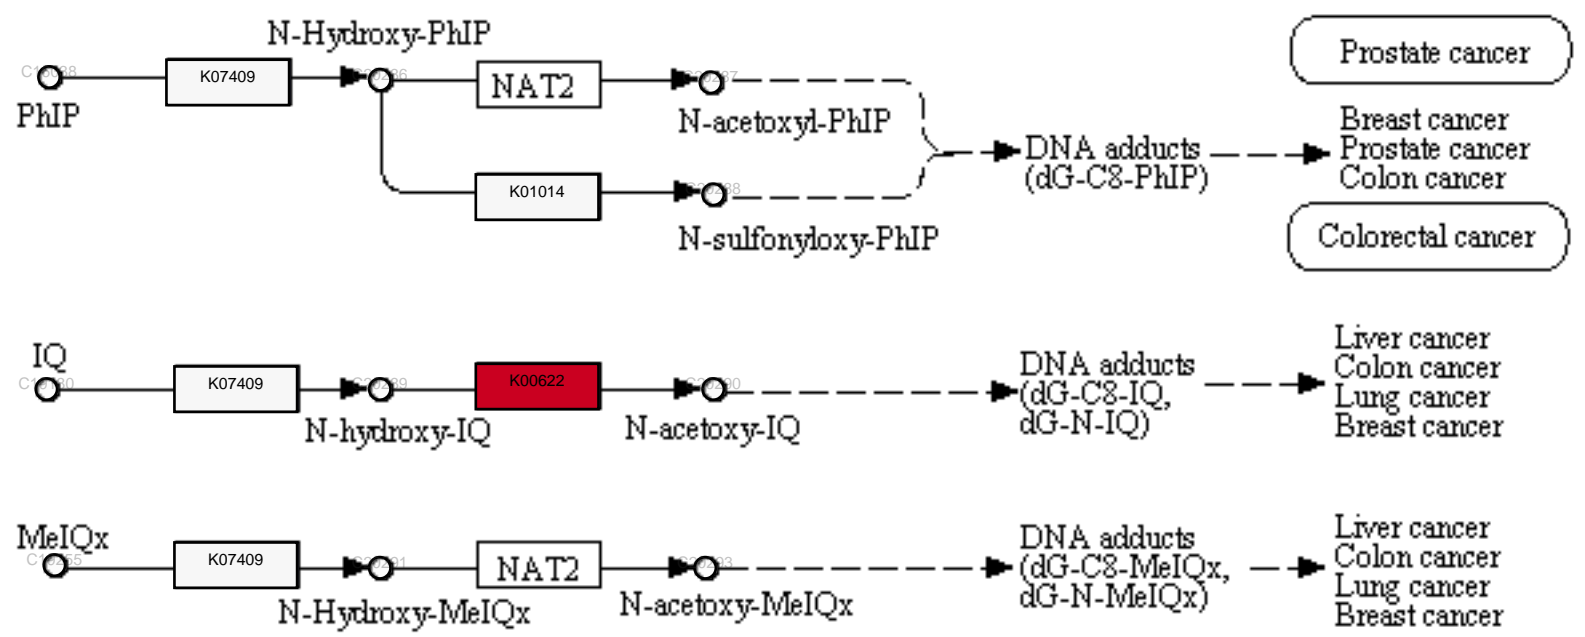 N-Hydroxy-PhIP
Prostate cancer
K07409
NAT2
PhIP
N-acetoxyl-PhIP
Breast cancer
Prostate cancer
Colon cancer
DNA adducts
(dG-C8-PhIP)
K01014
N-sulfonyloxy-PhIP
Colorectal cancer
IQ
K07409
K00622
N-hydroxy-IQ
N-acetoxy-IQ
DNA adducts
(dG-C8-IQ,
dG-N-IQ)
Liver cancer
Colon cancer
Lung cancer
Breast cancer
MeIQx
K07409
NAT2
N-Hydroxy-MeIQx
N-acetoxy-MeIQx
DNA adducts
(dG-C8-MeIQx,
dG-N-MeIQx)
Liver cancer
Colon cancer
Lung cancer
Breast cancer